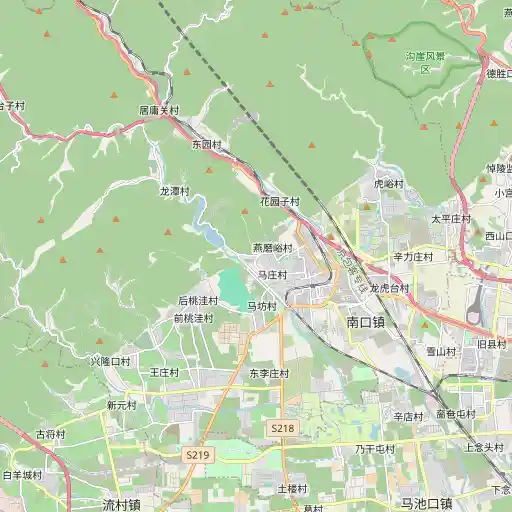 沟崖风景
区
德胜口
居庸关村
台子村
东园村
悼陵监
虎峪村
龙潭村
小宫
花园子村
太平庄村
西山口
燕磨峪村
辛力庄村
马庄村
龙虎台村
后桃洼村
马坊村
前桃洼村
南口镇
旧县村
雪山村
兴隆口村
王庄村
东李庄村
新元村
辛店村
S218
古将村
乃干屯村
上念头村
S219
白羊城村
土楼村
下念
流村镇
马池口镇